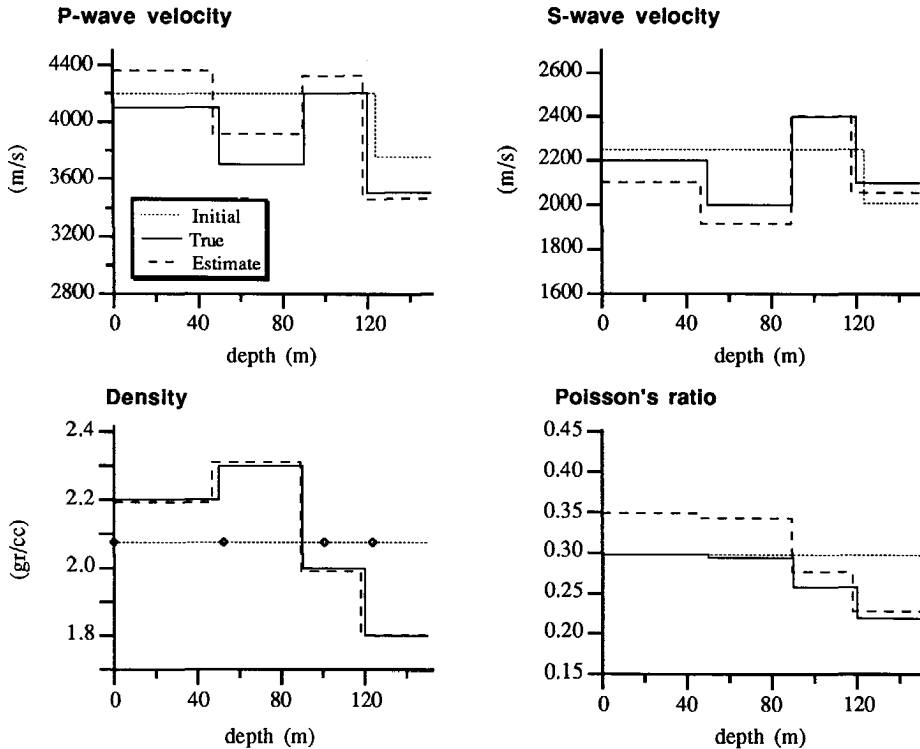 P-wave velocity
4400
4000
3600
3200
2800
(m/s)
Initial
True
Estimate
0
40
80
120
depth (m)
S-wave velocity
2600
2400
2200
2000
1800
1600
(m/s)
0
40
80
120
depth (m)
Density
2.4
2.2
2.0
1.8
(gr/cc)
0
40
80
120
depth (m)
Poisson's ratio
0.45
0.40
0.35
0.30
0.25
0.20
0.15
0
40
80
120
depth (m)